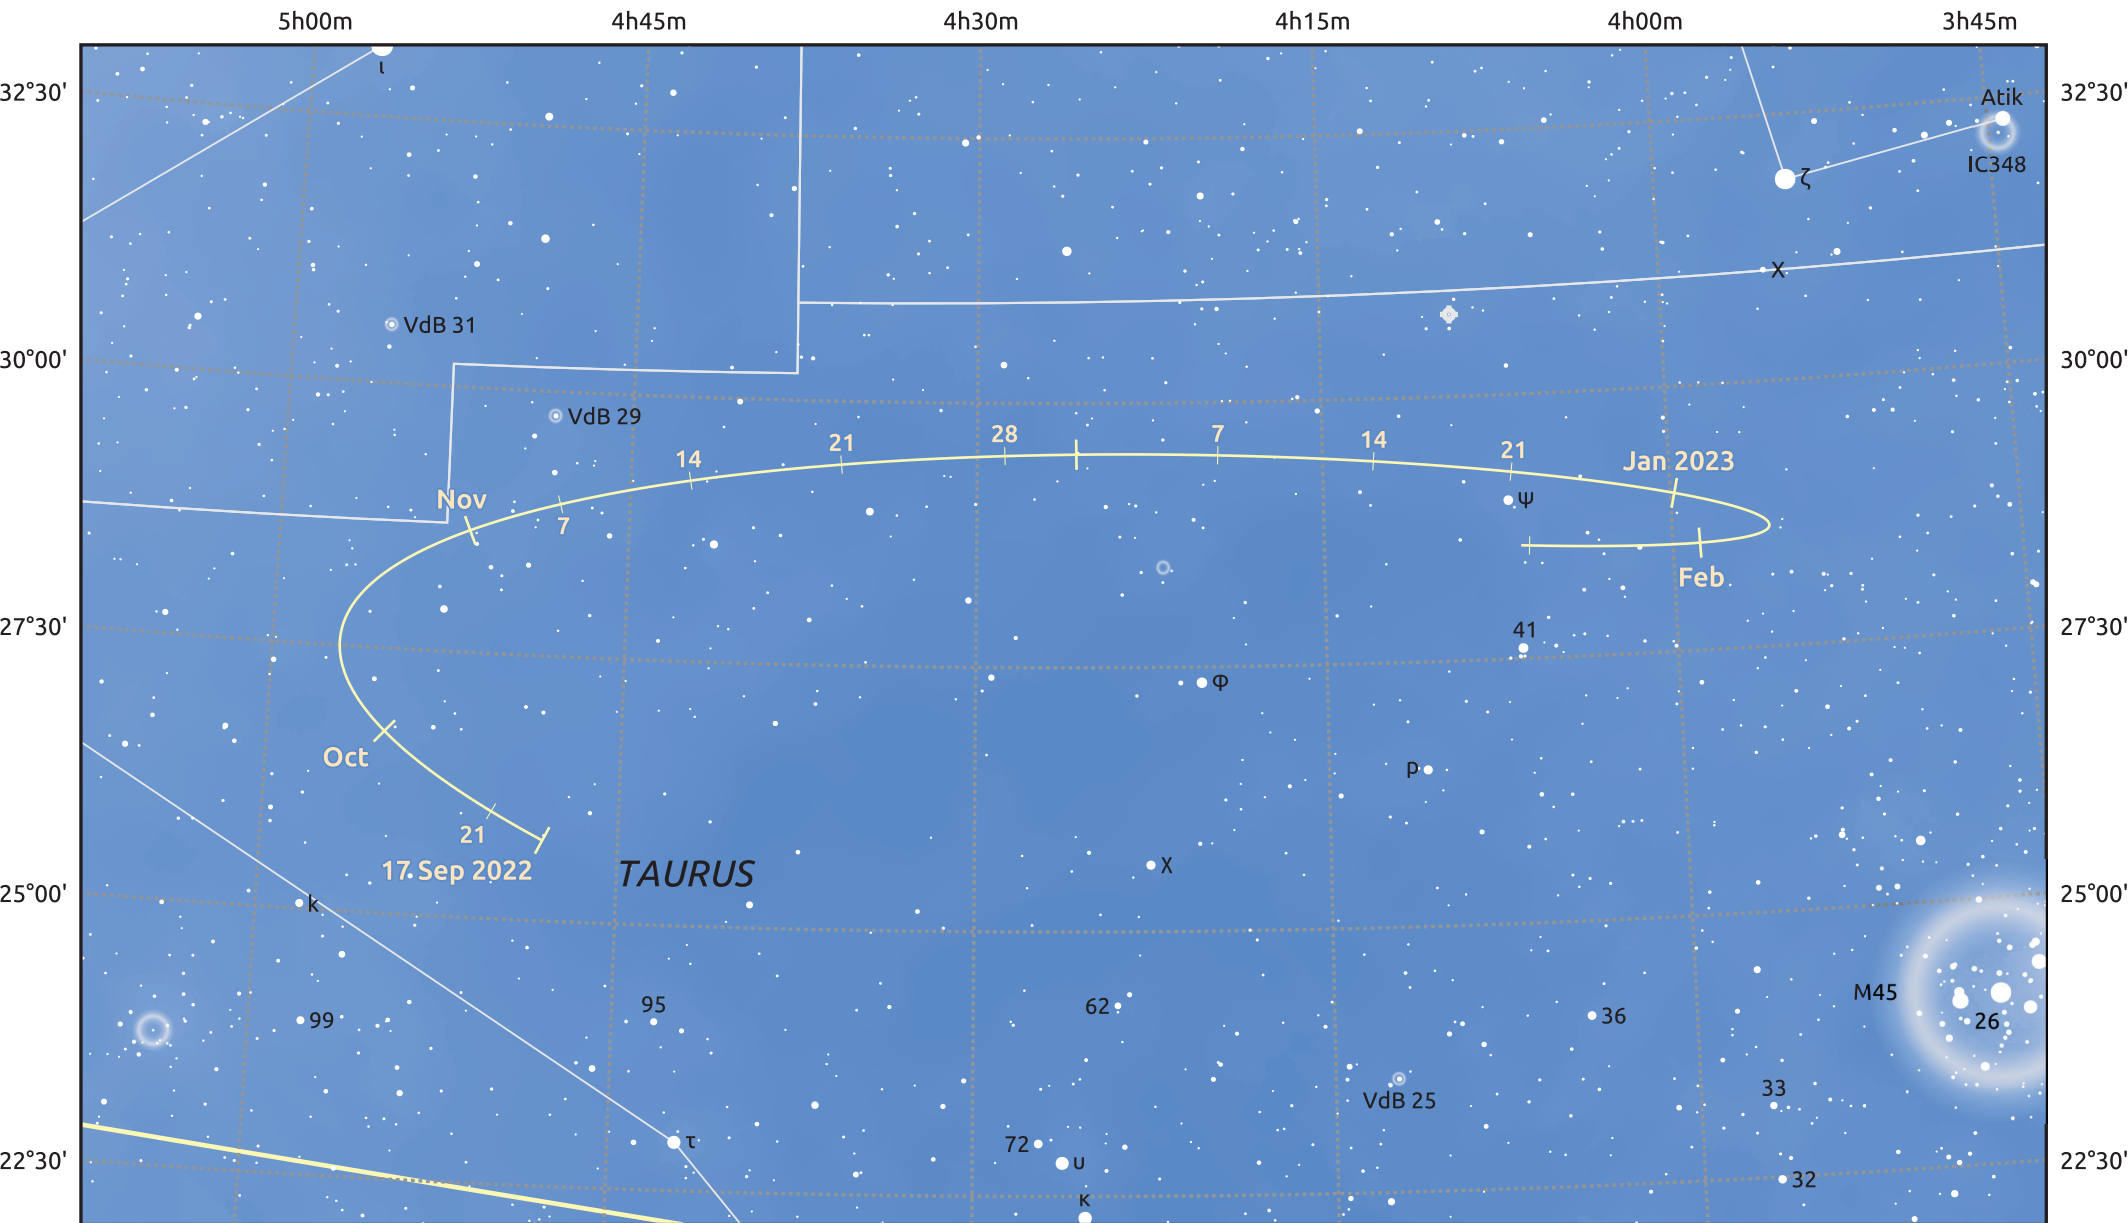 5h00m 4h45m 4h30m 4h15m 4h00m 3h45m
ι
32°30' 32°30'
Atik
IC348
ζ
χ
VdB 31
30°00' 30°00'
VdB 29
14 21 28 7 14 21 Jan 2023
Nov
7
ψ
Feb
27°30' 27°30'
41
φ
Oct
p
21
17 Sep 2022
TAURUS
χ
25°00' 25°00'
k
M45
99 95 62 36 26
33
VdB 25
τ
72
υ
22°30' 22°30'
32
κ